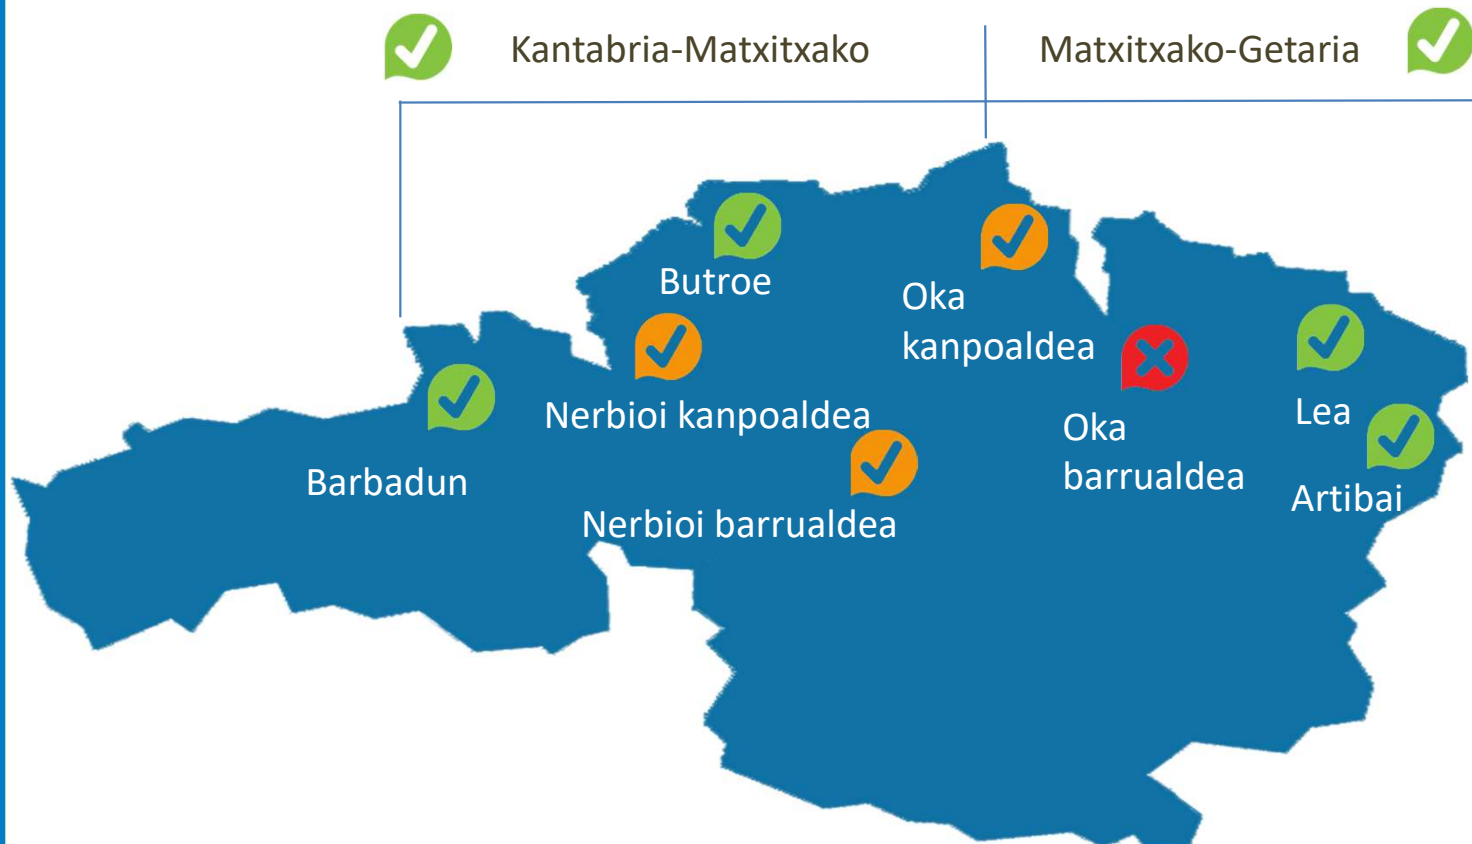 Kantabria-Matxitxako
Matxitxako-Getaria
Butroe
Oka
kanpoaldea
Nerbioi kanpoaldea
Barbadun
Nerbioi barrualdea
Oka
barrualdea
Lea
Artibai